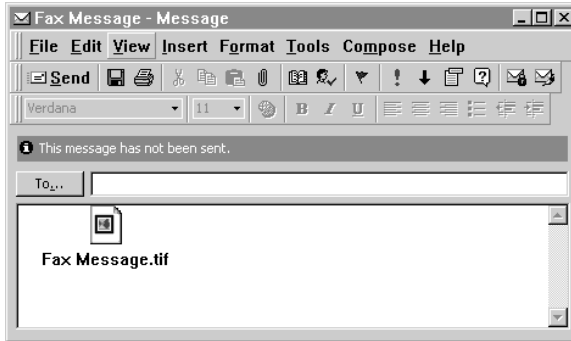 Fax Message - Message
File Edit View Insert Format Tools Compose Help
Send
Verdana 11 B I U
This message has not been sent.
To...
Fax Message.tif